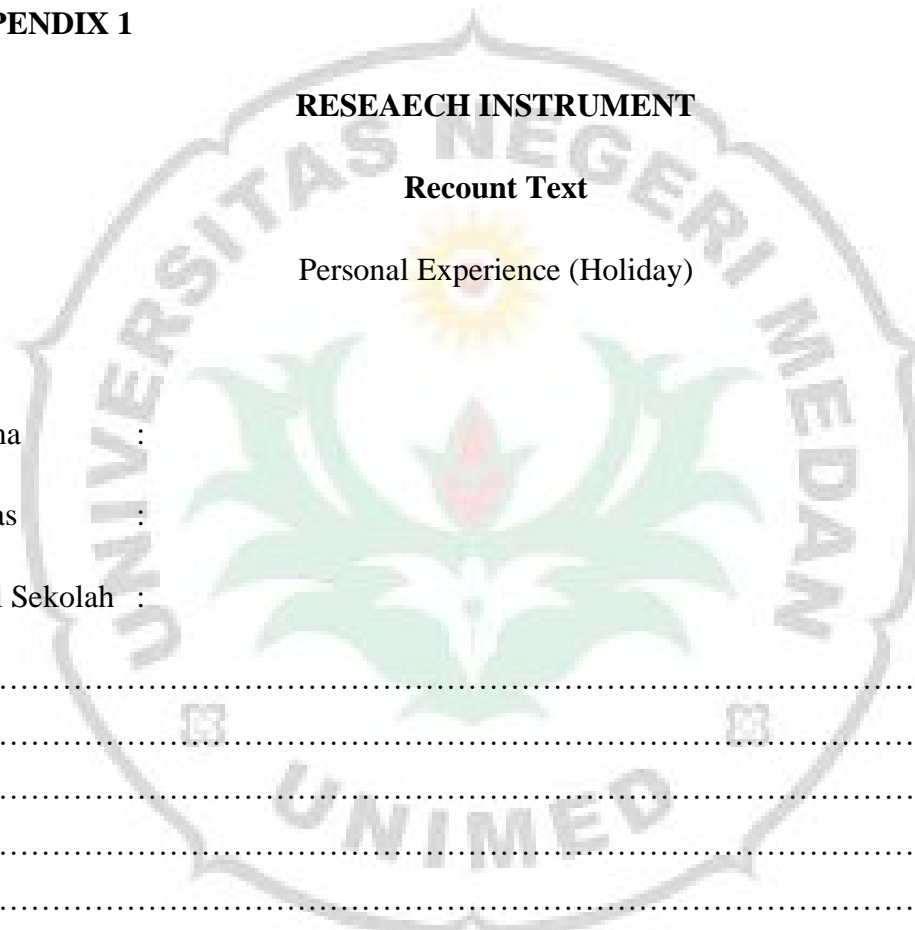 PENDIX 1
RESEAECH INSTRUMENT
Recount Text
Personal Experience (Holiday)
na :
as :
Sekolah :
……………………………………………………………………………………
……………………………………………………………………………………
……………………………………………………………………………………
……………………………………………………………………………………
……………………………………………………………………………………
UNIVERSITAS NEGERI MEDAN
UNIMED